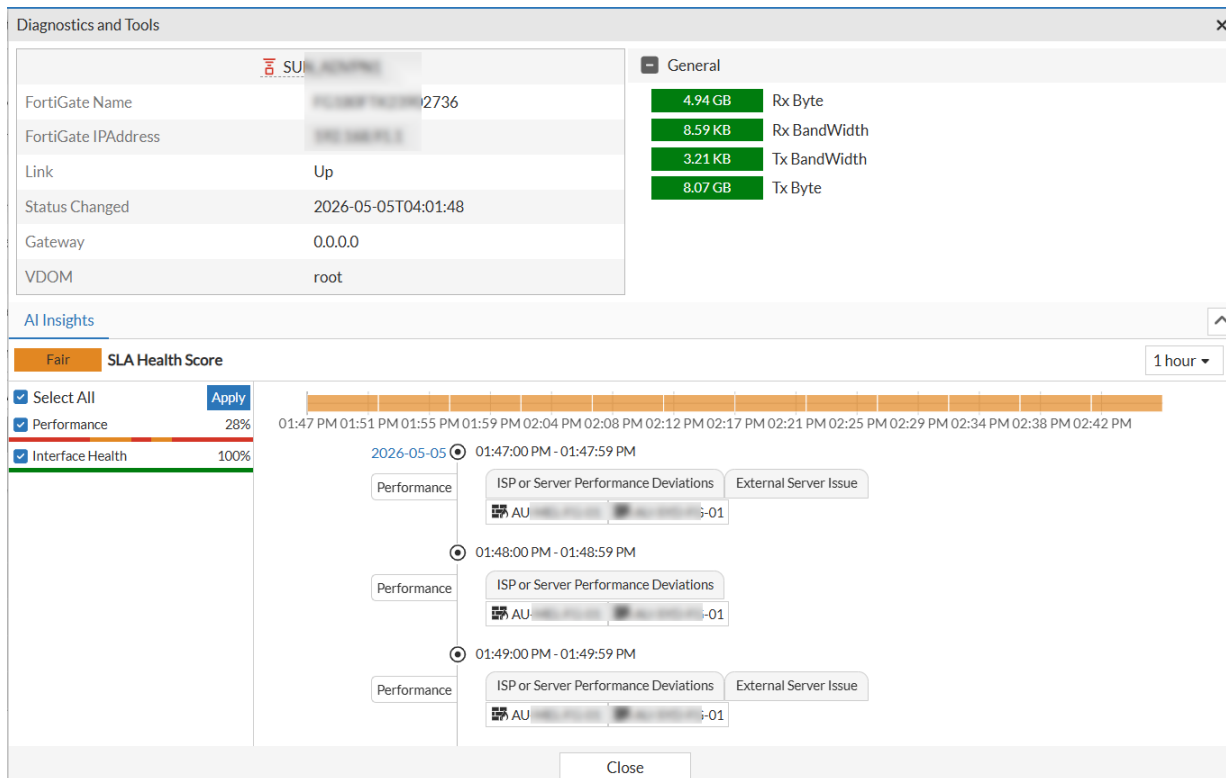 Diagnostics and Tools
SU
General
FortiGate Name 02736
FortiGate IPAddress
Link Up
Status Changed 2026-05-05T04:01:48
Gateway 0.0.0.0
VDOM root
4.94 GB Rx Byte
8.59 KB Rx BandWidth
3.21 KB Tx BandWidth
8.07 GB Tx Byte
AI Insights
Fair SLA Health Score
1 hour
Select All Apply
Performance 28%
Interface Health 100%
01:47 PM 01:51 PM 01:55 PM 01:59 PM 02:04 PM 02:08 PM 02:12 PM 02:17 PM 02:21 PM 02:25 PM 02:29 PM 02:34 PM 02:38 PM 02:42 PM
2026-05-05 01:47:00 PM - 01:47:59 PM
Performance ISP or Server Performance Deviations External Server Issue
AU -01
01:48:00 PM - 01:48:59 PM
Performance ISP or Server Performance Deviations
AU- -01
01:49:00 PM - 01:49:59 PM
Performance ISP or Server Performance Deviations External Server Issue
AU -01
Close